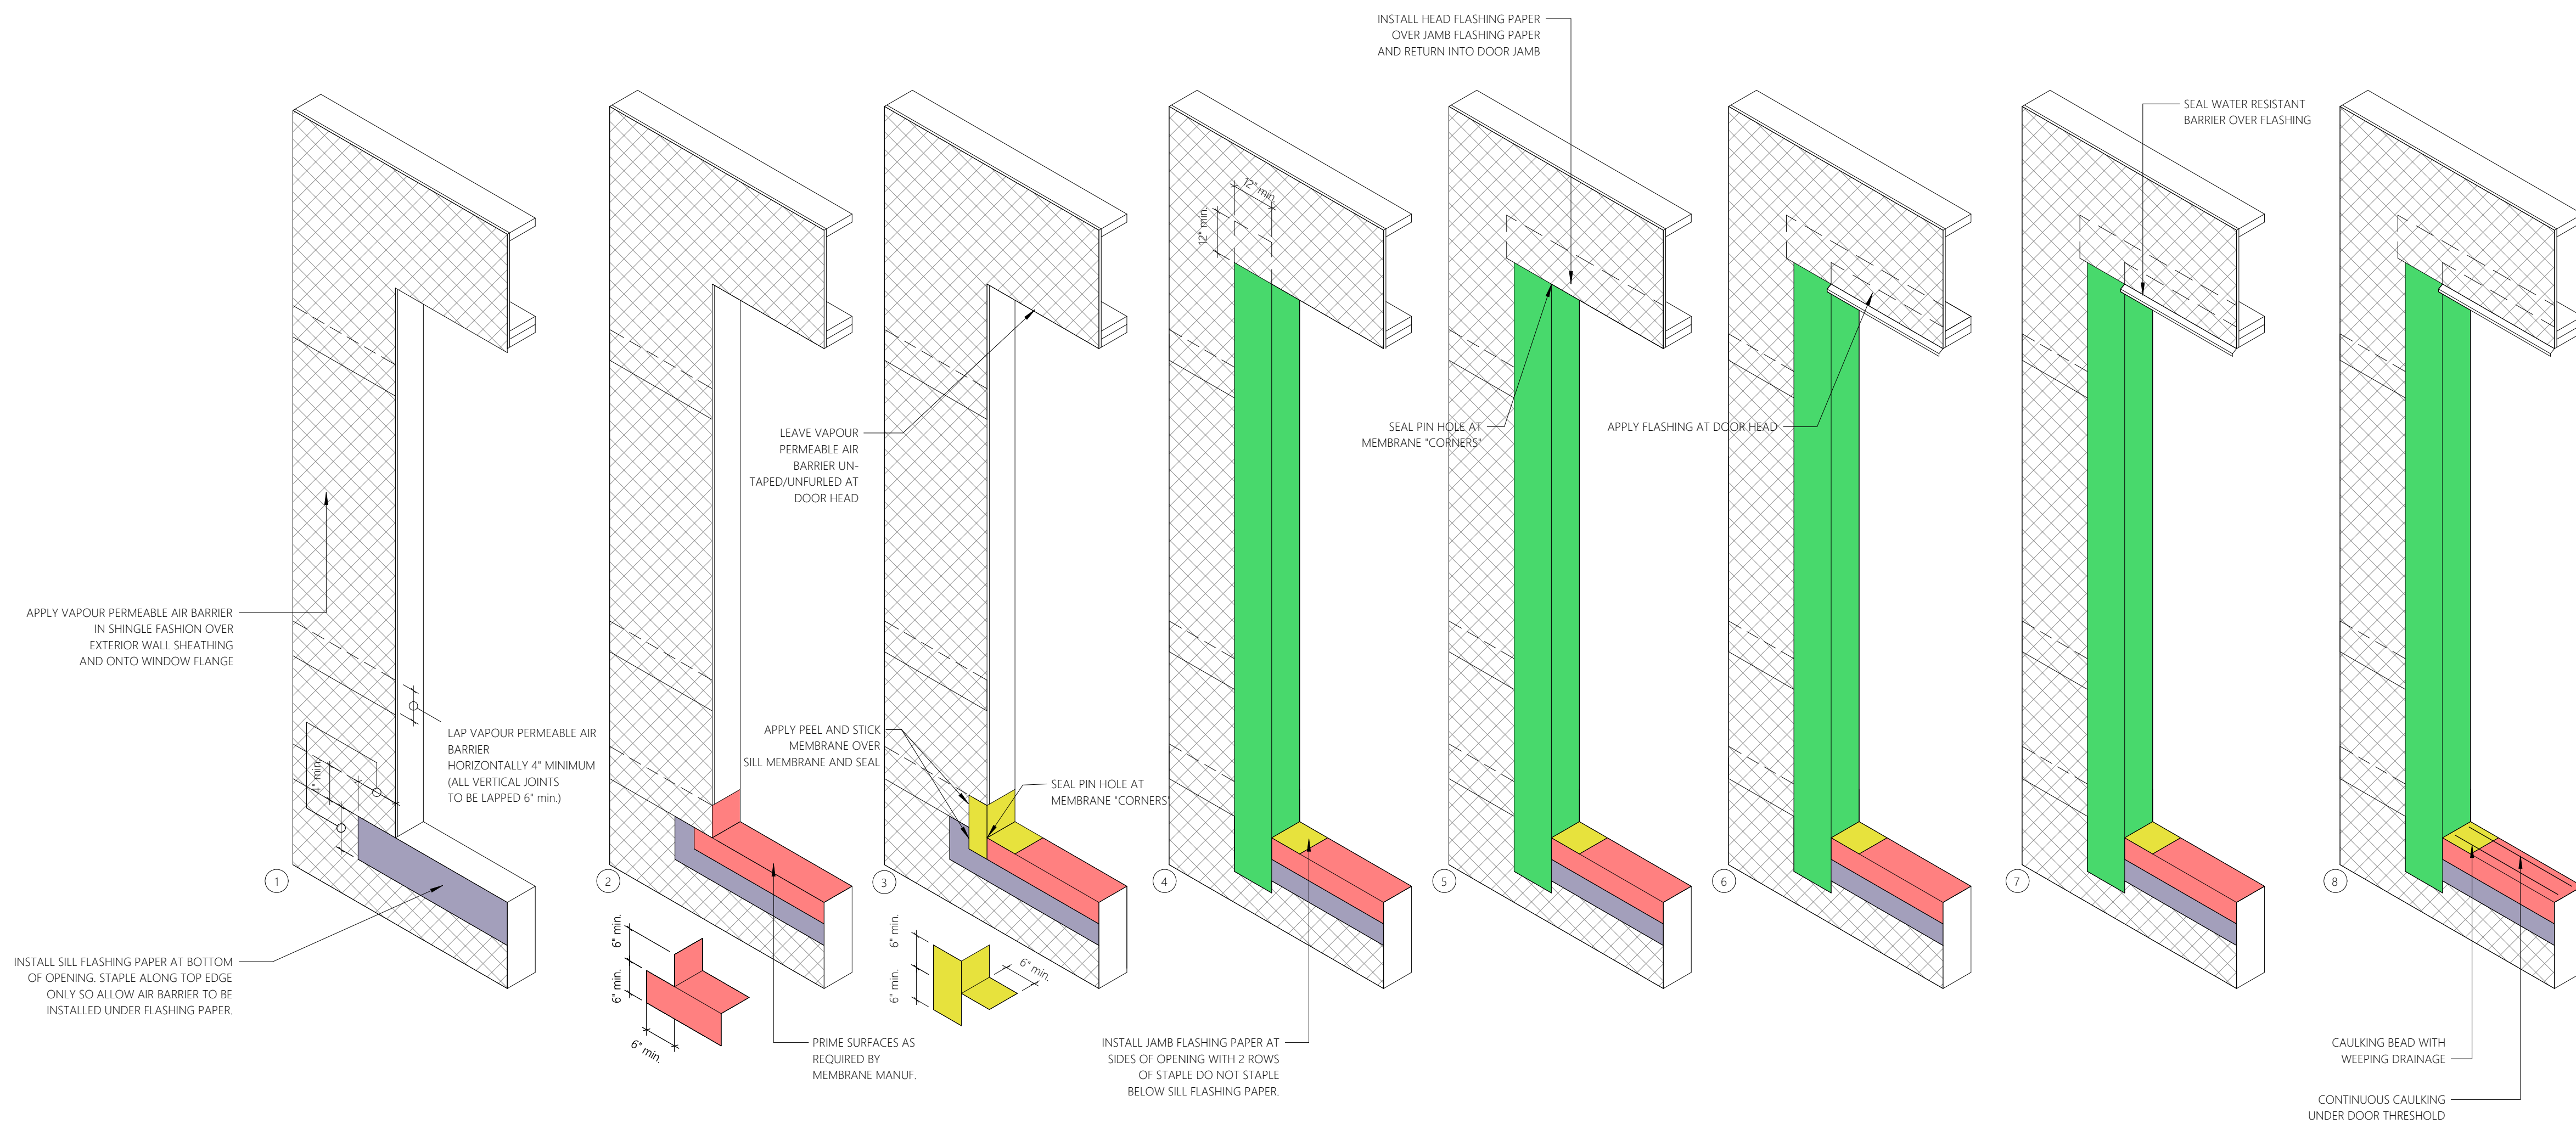 INSTALL HEAD FLASHING PAPER
OVER JAMB FLASHING PAPER
AND RETURN INTO DOOR JAMB
SEAL WATER RESISTANT
BARRIER OVER FLASHING
12" min.
12" min.
LEAVE VAPOUR
PERMEABLE AIR
BARRIER UN-
TAPED/UNFURLED AT
DOOR HEAD
SEAL PIN HOLE AT
MEMBRANE "CORNERS"
APPLY FLASHING AT DOOR HEAD
APPLY VAPOUR PERMEABLE AIR BARRIER
IN SHINGLE FASHION OVER
EXTERIOR WALL SHEATHING
AND ONTO WINDOW FLANGE
LAP VAPOUR PERMEABLE AIR
BARRIER
HORIZONTALLY 4" MINIMUM
(ALL VERTICAL JOINTS
TO BE LAPPED 6" min.)
4" min.
APPLY PEEL AND STICK
MEMBRANE OVER
SILL MEMBRANE AND SEAL
SEAL PIN HOLE AT
MEMBRANE "CORNERS"
1
2
3
4
5
6
7
8
INSTALL SILL FLASHING PAPER AT BOTTOM
OF OPENING. STAPLE ALONG TOP EDGE
ONLY SO ALLOW AIR BARRIER TO BE
INSTALLED UNDER FLASHING PAPER.
6" min.
6" min.
6" min.
6" min.
6" min.
6" min.
PRIME SURFACES AS
REQUIRED BY
MEMBRANE MANUF.
INSTALL JAMB FLASHING PAPER AT
SIDES OF OPENING WITH 2 ROWS
OF STAPLE DO NOT STAPLE
BELOW SILL FLASHING PAPER.
CAULKING BEAD WITH
WEEPING DRAINAGE
CONTINUOUS CAULKING
UNDER DOOR THRESHOLD